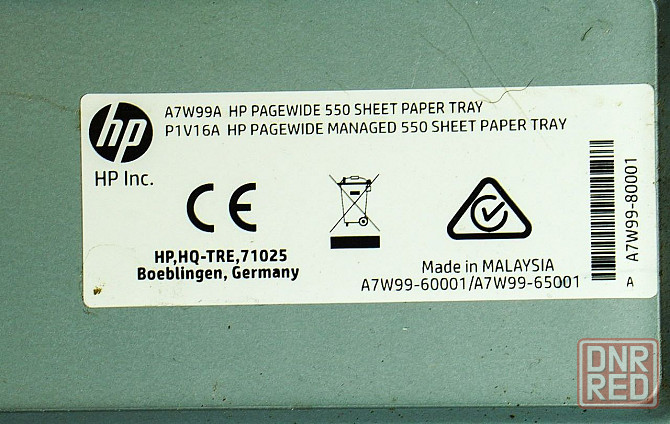 hp
HP Inc.
A7W99A HP PAGEWIDE 550 SHEET PAPER TRAY
P1V16A HP PAGEWIDE MANAGED 550 SHEET PAPER TRAY
CE
HP,HQ-TRE,71025
Boeblingen, Germany
Made in MALAYSIA
A7W99-60001/A7W99-65001
A7W99-80001
A
DNR
RED